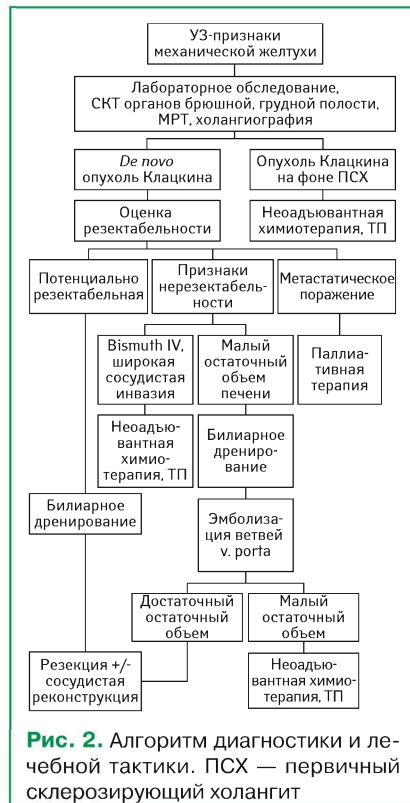 УЗ-признаки
механической желтухи
Лабораторное обследование,
СКТ органов брюшной, грудной полости,
МРТ, холангиография
De novo
опухоль Клацкина
Опухоль Клацкина
на фоне ПСХ
Оценка
резектабельности
Неоадъювантная
химиотерапия, ТП
Потенциально
резектабельная
Признаки
нерезектабель-
ности
Метастатическое
поражение
Bismuth IV,
широкая
сосудистая
инвазия
Малый
остаточный
объем
печени
Паллиа-
тивная
терапия
Неоадъю-
вантная
химио-
терапия, ТП
Билиарное
дрениро-
вание
Билиарное
дренирование
Эмболиза-
ция ветвей
v. porta
Достаточный
остаточный
объем
Малый
остаточный
объем
Резекция +/-
сосудистая
реконструкция
Неоадъю-
вантная химио-
терапия, ТП
Рис. 2. Алгоритм диагностики и ле-
чебной тактики. ПСХ — первичный
склерозирующий холангит